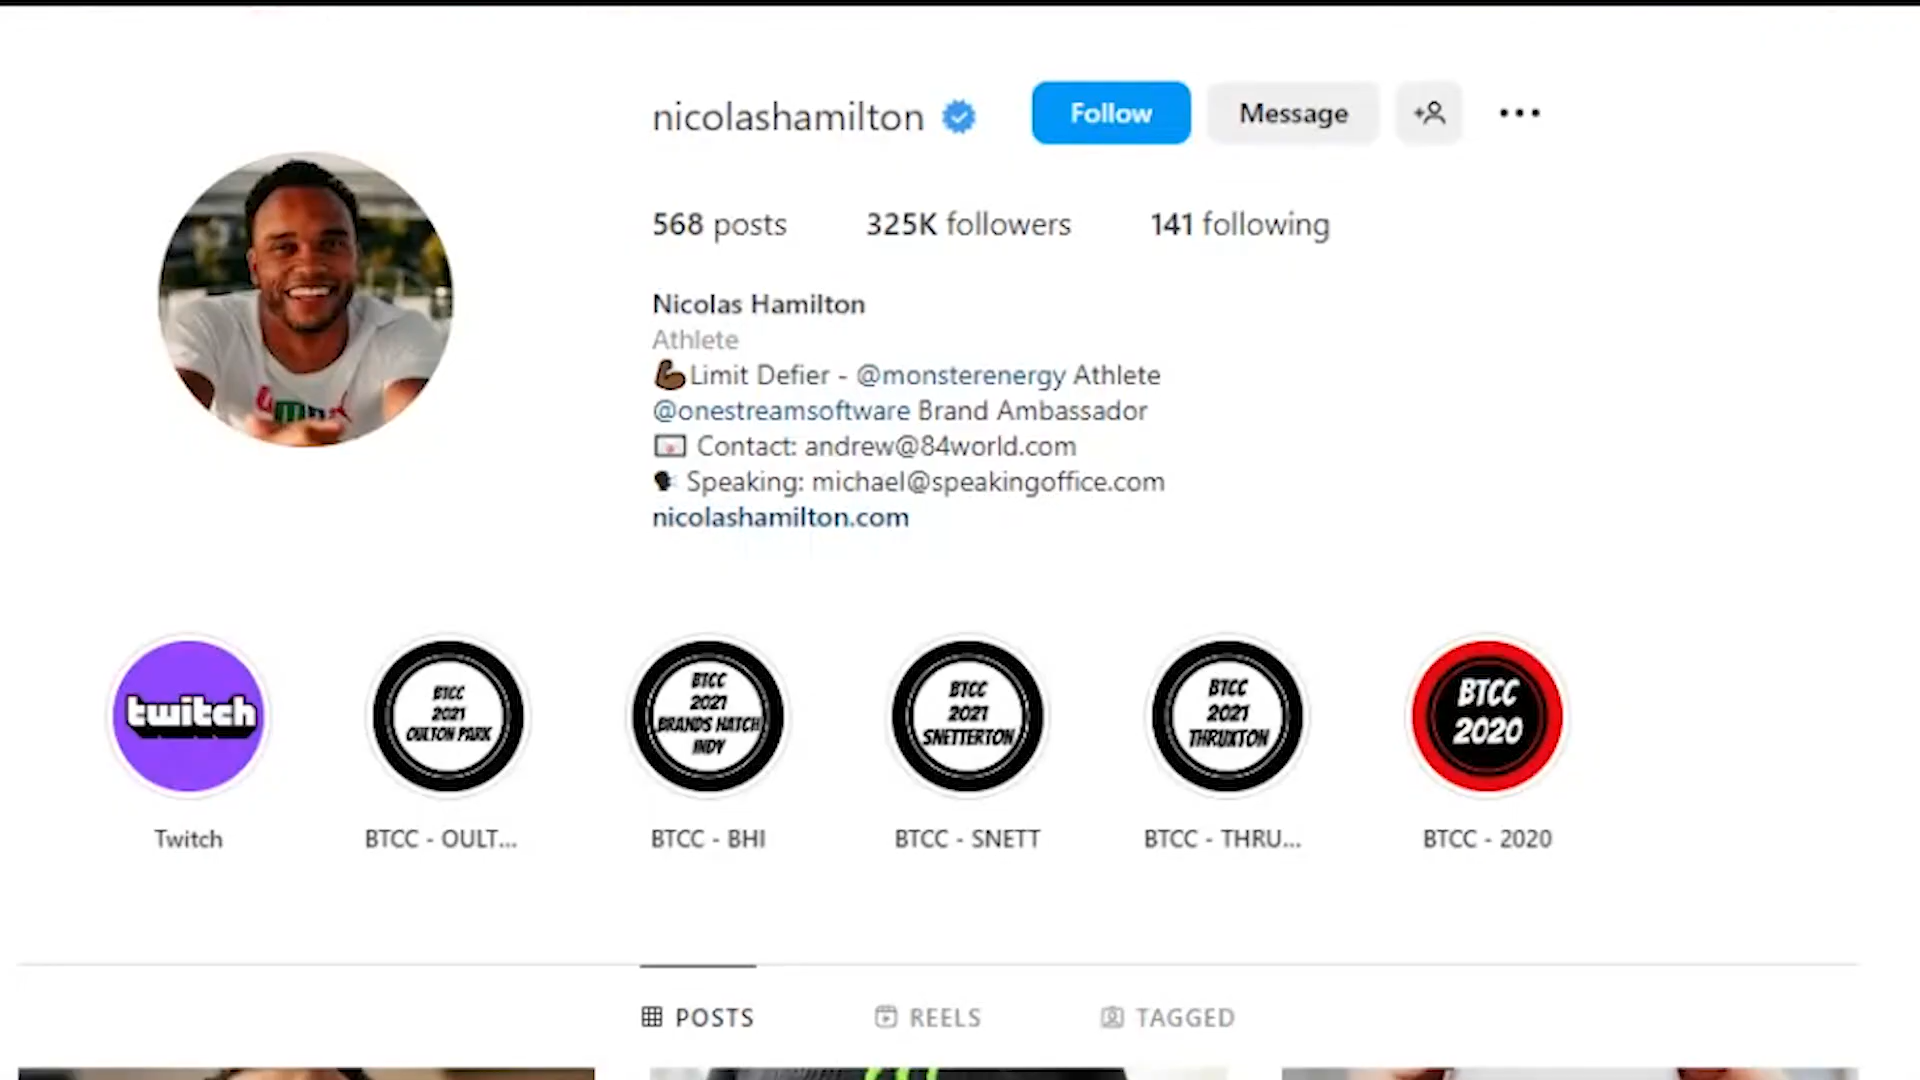 nicolashamilton
Follow
Message
568 posts
325K followers
141 following
Nicolas Hamilton
Athlete
💪🏾Limit Defier - @monsterenergy Athlete
@onestreamsoftware Brand Ambassador
💌 Contact: andrew@84world.com
🗣 Speaking: michael@speakingoffice.com
nicolashamilton.com
twitch
BTCC
2021
OULTON PARK
BTCC
2021
BRANDS HATCH
INDY
BTCC
2021
SNETTERTON
BTCC
2021
THRUXTON
BTCC
2020
Twitch
BTCC - OULT...
BTCC - BHI
BTCC - SNETT
BTCC - THRU...
BTCC - 2020
POSTS
REELS
TAGGED